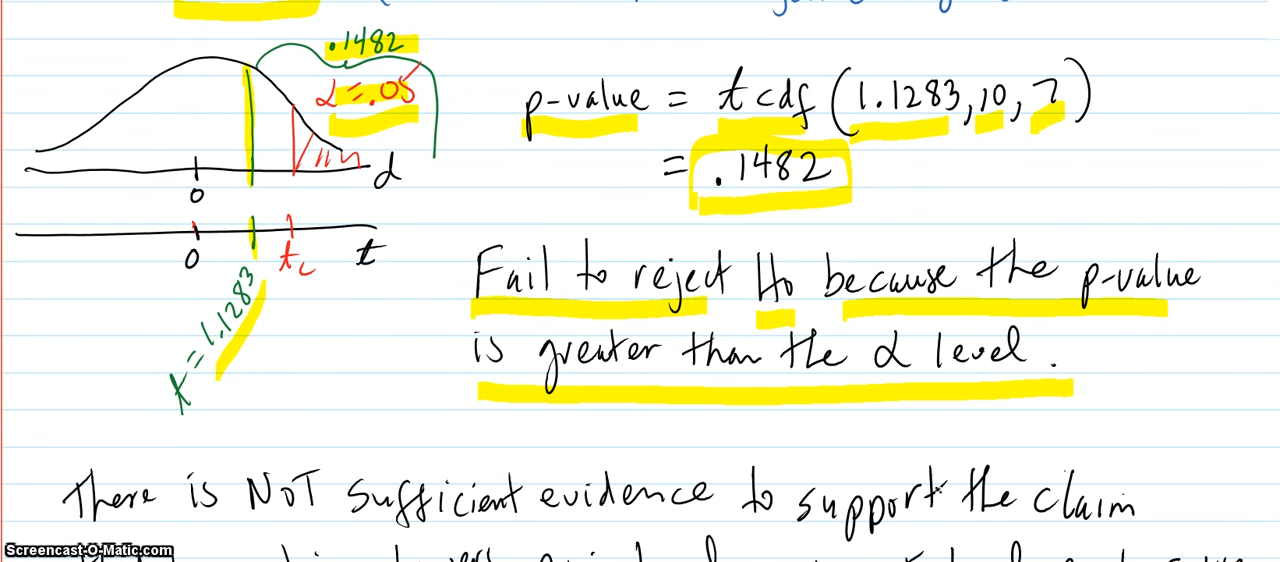 .1482
α = .05
p-value = tcdf (1.1283, 10, 7)
= .1482
0
d
0
tc
t
t = 1.1283
Fail to reject Ho because the p-value
is greater than the α level.
There is NOT sufficient evidence to support the claim
Screencast-O-Matic.com